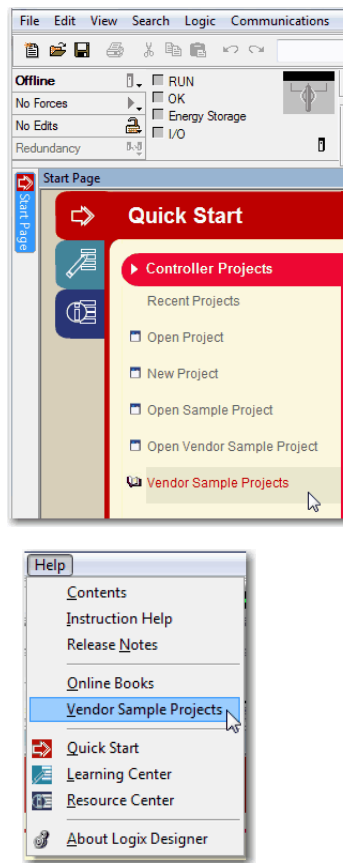 File Edit View Search Logic Communications
Offline
RUN
No Forces
OK
No Edits
Energy Storage
I/O
Redundancy
Start Page
Start Page
Quick Start
Controller Projects
Recent Projects
Open Project
New Project
Open Sample Project
Open Vendor Sample Project
Vendor Sample Projects
Help
Contents
Instruction Help
Release Notes
Online Books
Vendor Sample Projects
Quick Start
Learning Center
Resource Center
About Logix Designer